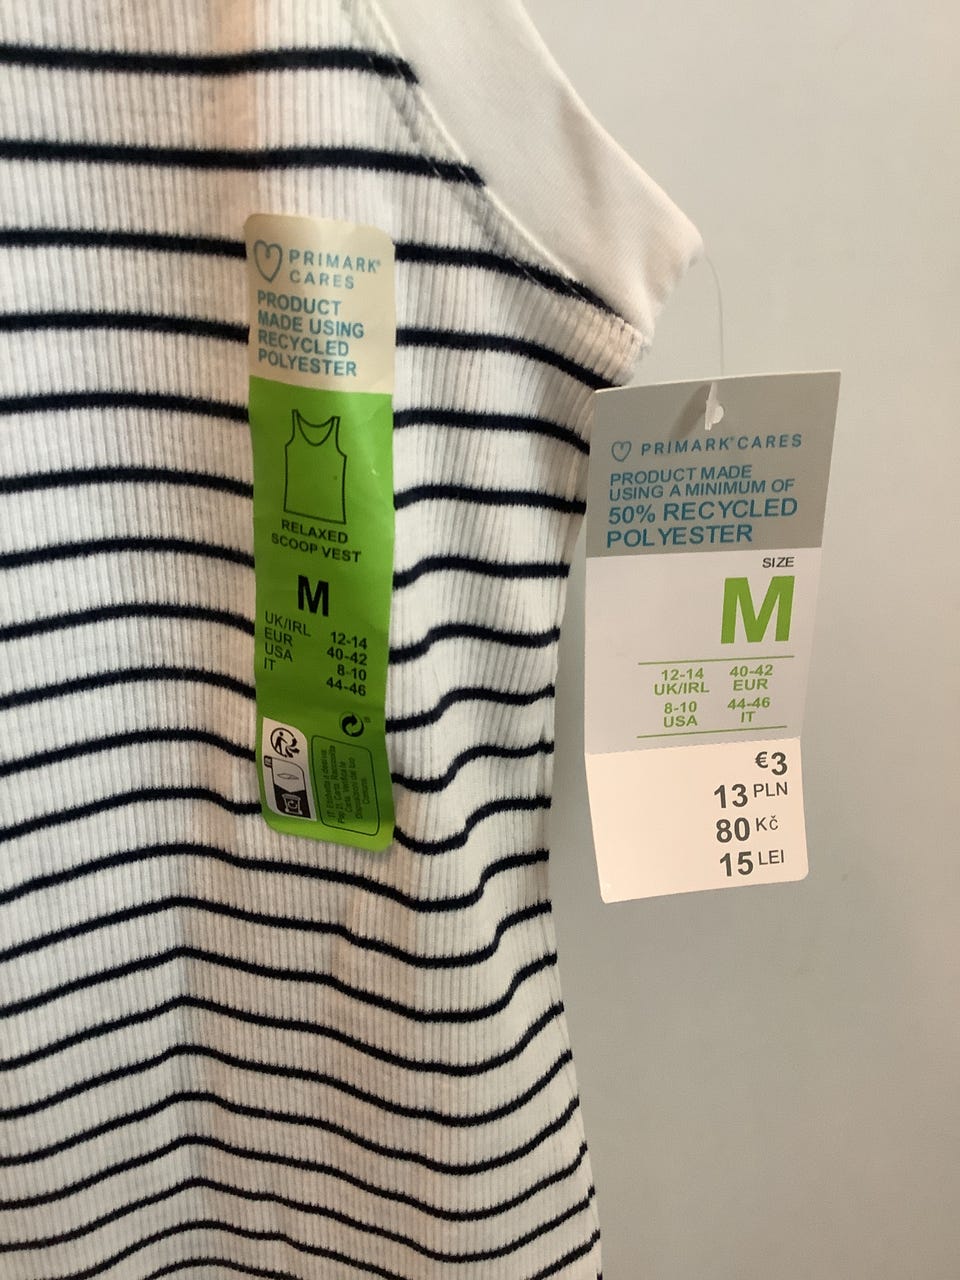 PRIMARK®
CARES
PRODUCT
MADE USING
RECYCLED
POLYESTER
RELAXED
SCOOP VEST
M
UK/IRL 12-14
EUR 40-42
USA 8-10
IT 44-46
FR
PRIMARK® CARES
PRODUCT MADE
USING A MINIMUM OF
50% RECYCLED
POLYESTER
SIZE
M
12-14 40-42
UK/IRL EUR
8-10 44-46
USA IT
€3
13 PLN
80 Kč
15 LEI